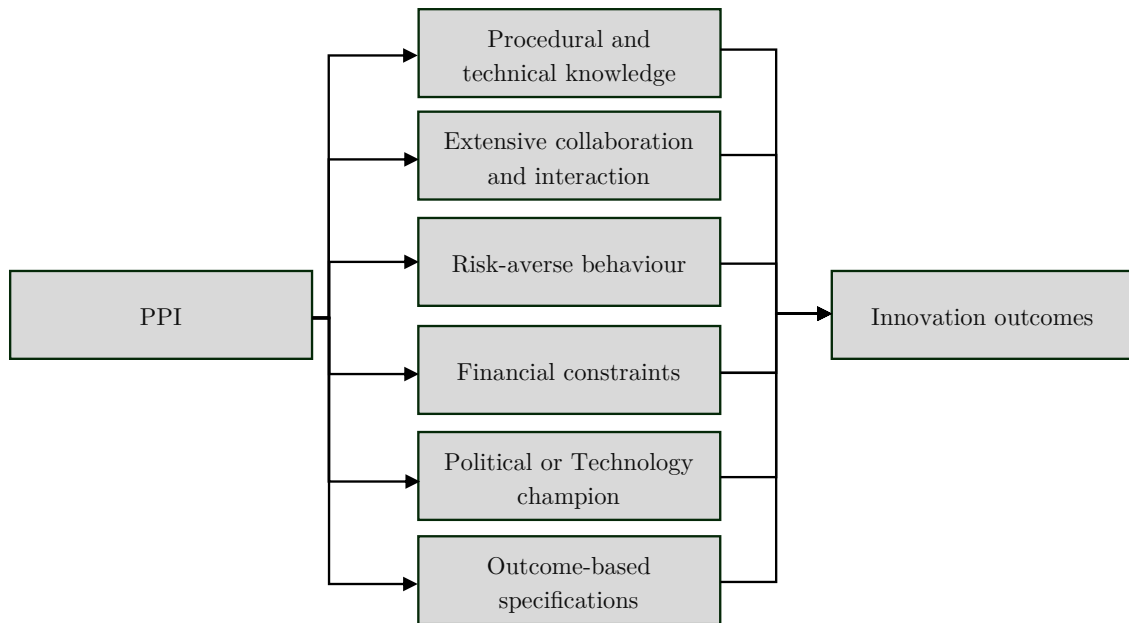 Procedural and
technical knowledge
Extensive collaboration
and interaction
Risk-averse behaviour
PPI
Innovation outcomes
Financial constraints
Political or Technology
champion
Outcome-based
specifications